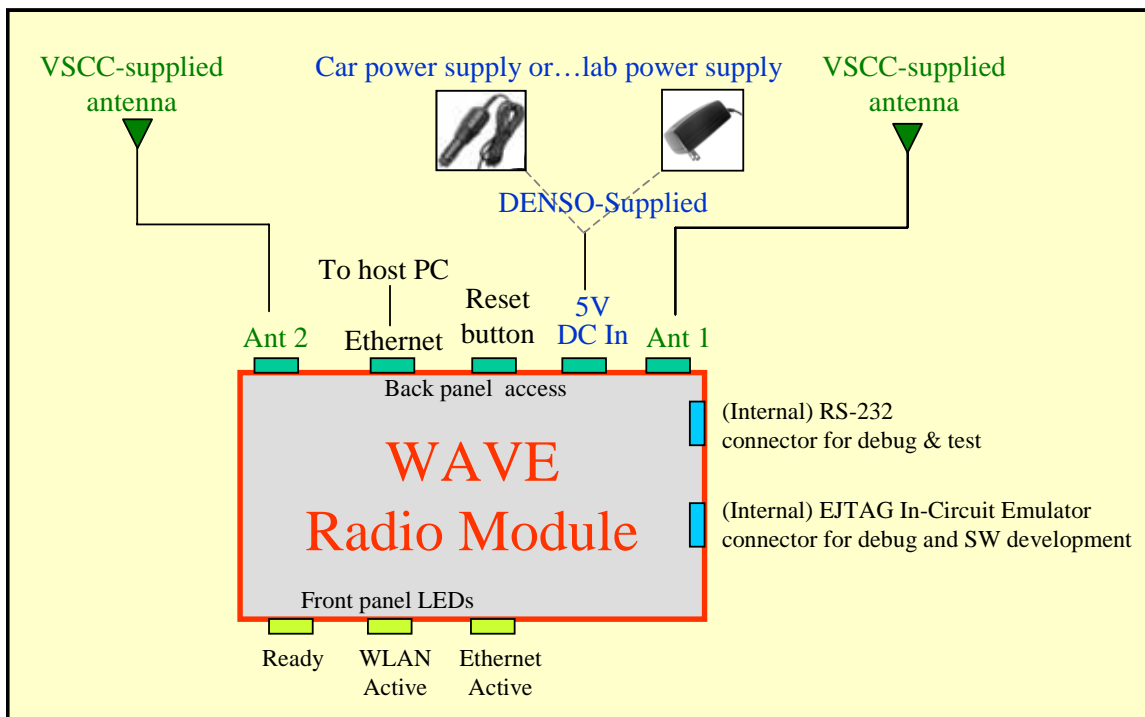 VSCC-supplied
antenna
Car power supply or…lab power supply
VSCC-supplied
antenna
DENSO-Supplied
To host PC
Ant 2
Ethernet
Reset
button
5V
DC In
Ant 1
Back panel access
(Internal) RS-232
connector for debug & test
WAVE
Radio Module
(Internal) EJTAG In-Circuit Emulator
connector for debug and SW development
Front panel LEDs
Ready
WLAN
Active
Ethernet
Active